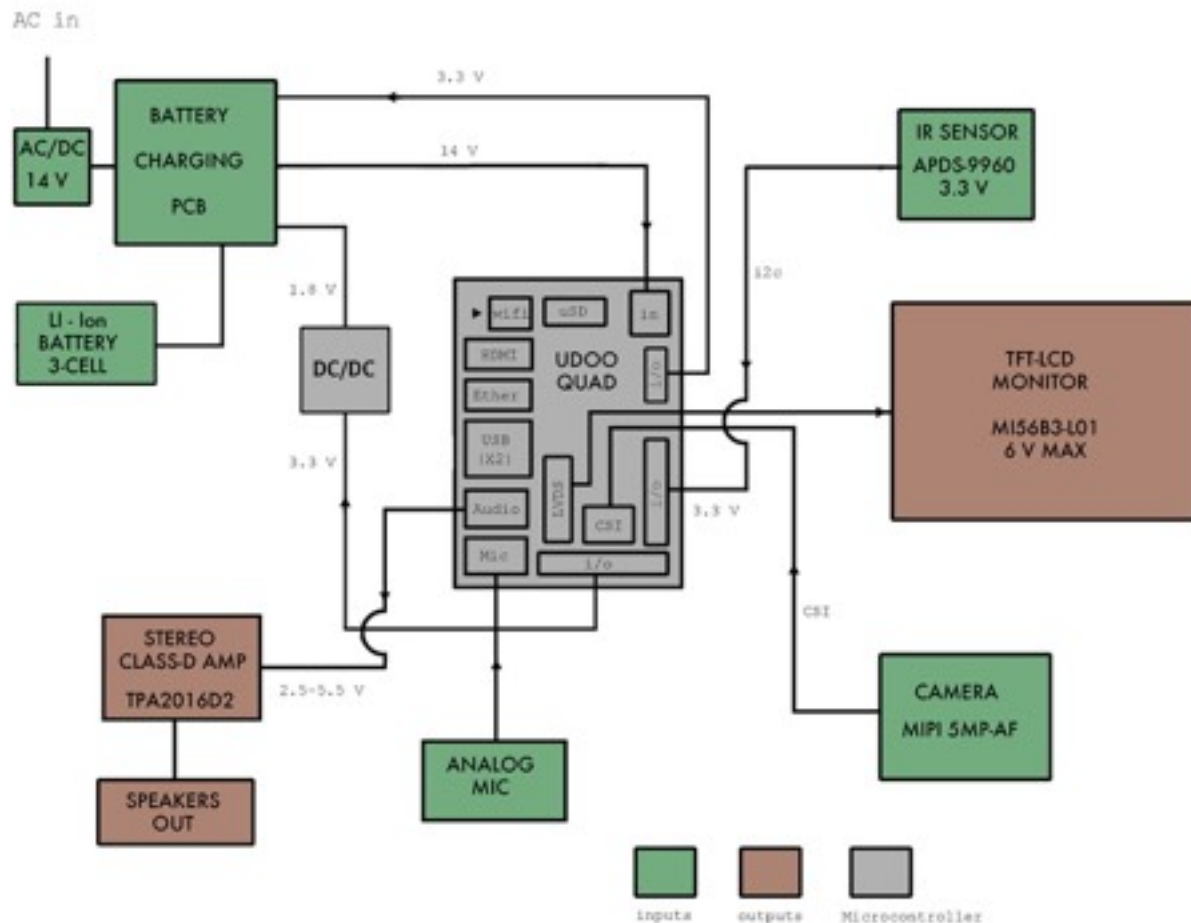 AC in
3.3 V
BATTERY
CHARGING
PCB
AC/DC
14 V
14 V
IR SENSOR
APDS-9960
3.3 V
i2c
1.8 V
LI - Ion
BATTERY
3-CELL
DC/DC
3.3 V
wifi
uSD
in
HDMI
UDOO
QUAD
i/o
Ether
USB
(X2)
LVDS
Audio
CSI
i/o
3.3 V
Mic
i/o
TFT-LCD
MONITOR
MI56B3-L01
6 V MAX
CSI
STEREO
CLASS-D AMP
TPA2016D2
2.5-5.5 V
CAMERA
MIPI 5MP-AF
ANALOG
MIC
SPEAKERS
OUT
inputs
outputs
Microcontroller